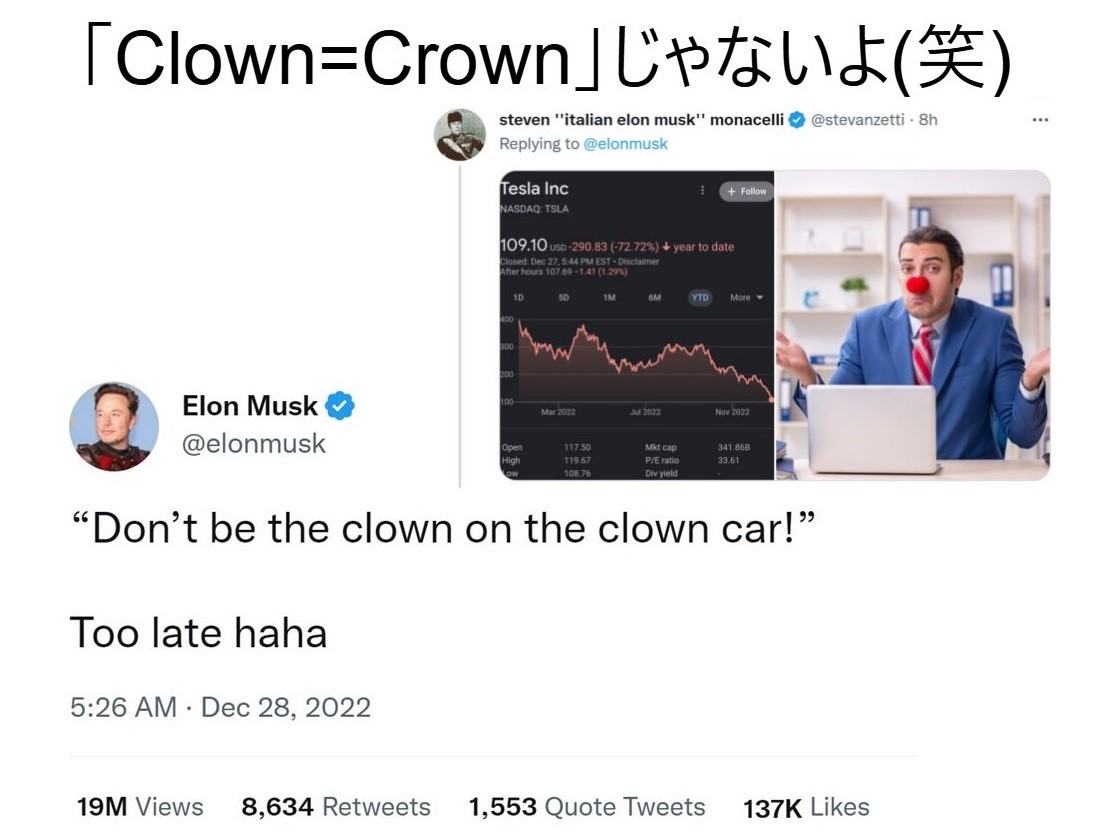 「Clown=Crown」じゃないよ(笑)
steven "italian elon musk" monacelli @stevanzetti · 8h
Replying to @elonmusk
Tesla Inc
+ Follow
NASDAQ: TSLA
109.10 USD -290.83 (-72.72%) ↓ year to date
Closed: Dec 27, 5:44 PM EST • Disclaimer
After hours 107.69 -1.41 (1.29%)
1D 5D 1M 6M YTD More
400
300
200
100
Mar 2022 Jul 2022 Nov 2022
Open 117.50 Mkt cap 341.86B
High 119.67 P/E ratio 33.61
Low 108.76 Div yield -
Elon Musk
@elonmusk
“Don’t be the clown on the clown car!”
Too late haha
5:26 AM · Dec 28, 2022
19M Views 8,634 Retweets 1,553 Quote Tweets 137K Likes